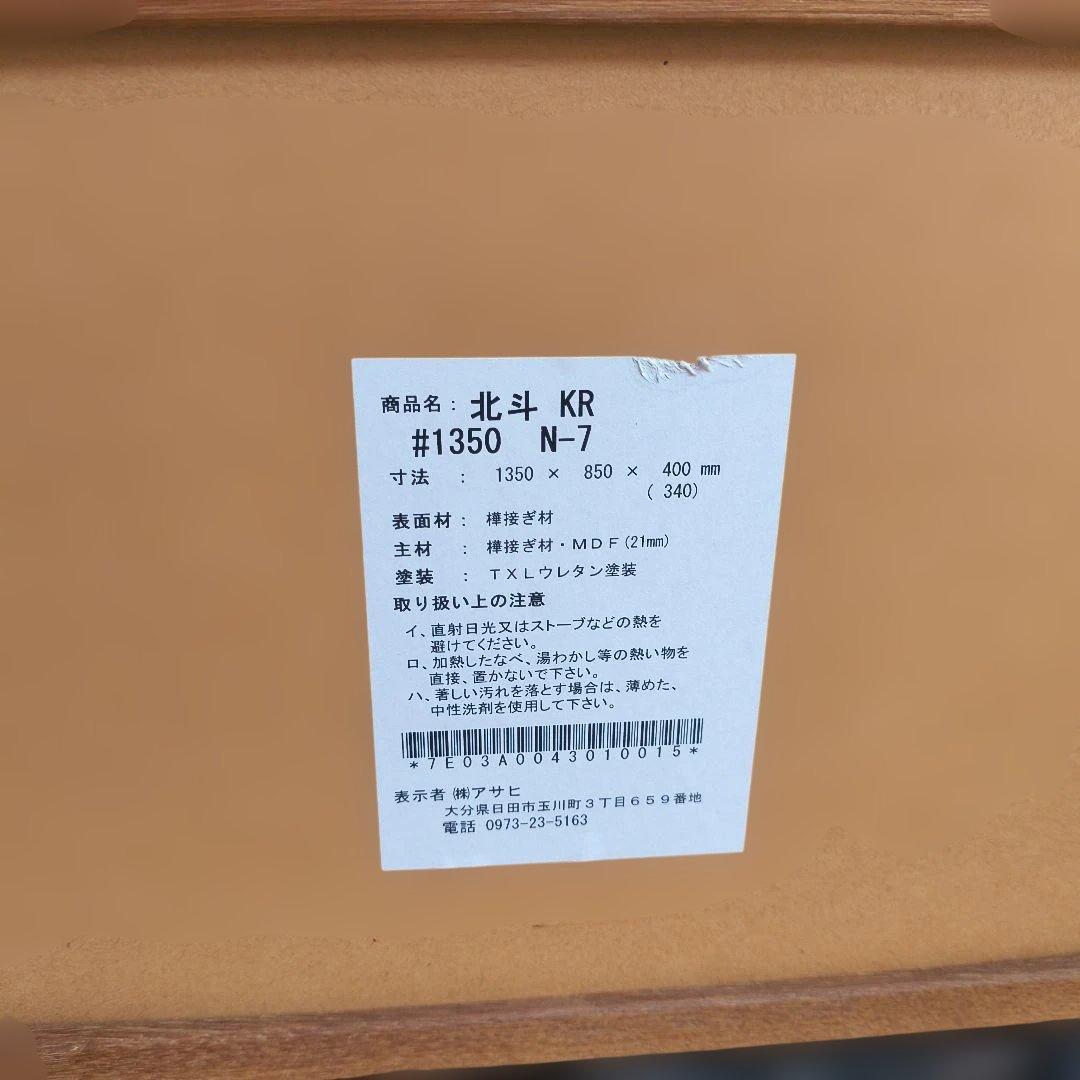 商品名： 北斗 KR
#1350 N-7
寸法 ： 1350 × 850 × 400 mm
( 340)
表面材： 樺接ぎ材
主材 ： 樺接ぎ材・ＭＤＦ(21mm)
塗装 ： ＴＸＬウレタン塗装
取り扱い上の注意
イ、直射日光又はストーブなどの熱を
避けてください。
ロ、加熱したなべ、湯わかし等の熱い物を
直接、置かないで下さい。
ハ、著しい汚れを落とす場合は、薄めた、
中性洗剤を使用して下さい。
*7E03A0043010015*
表示者 ㈱アサヒ
大分県日田市玉川町３丁目６５９番地
電話 0973-23-5163